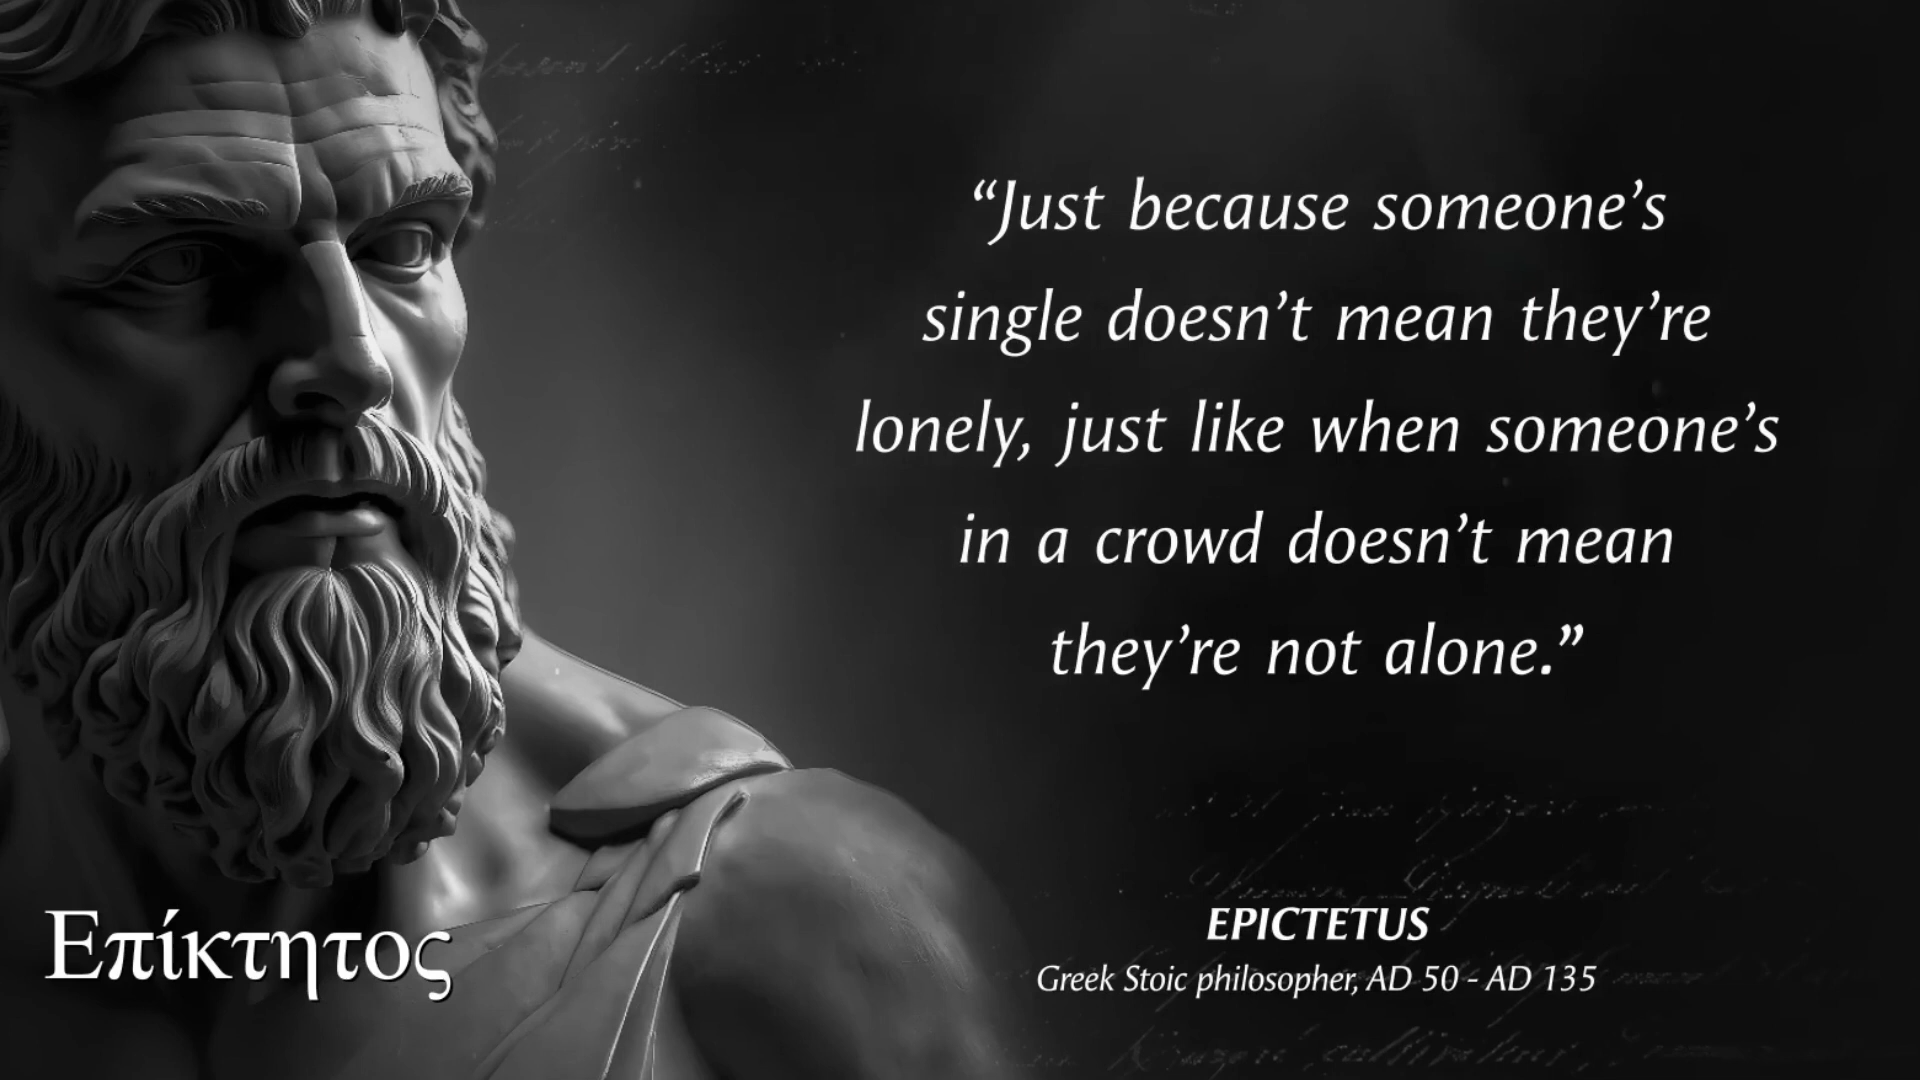 “Just because someone’s
single doesn’t mean they’re
lonely, just like when someone’s
in a crowd doesn’t mean
they’re not alone.”
EPICTETUS
Greek Stoic philosopher, AD 50 - AD 135
Επίκτητος